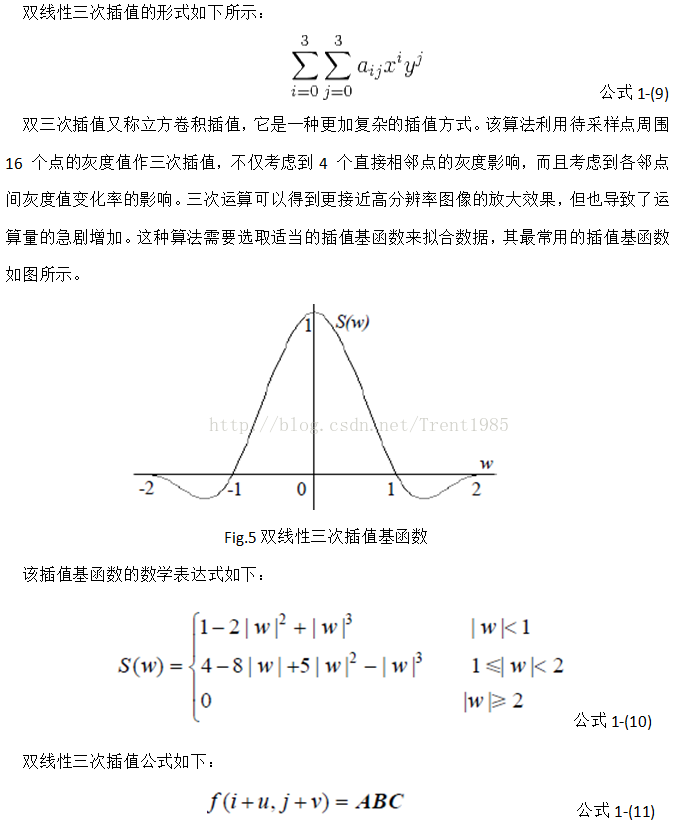 双线性三次插值的形式如下所示：
\sum_{i=0}^{3} \sum_{j=0}^{3} a_{ij} x^i y^j
公式 1-(9)
双三次插值又称立方卷积插值，它是一种更加复杂的插值方式。该算法利用待采样点周围
16 个点的灰度值作三次插值，不仅考虑到 4 个直接相邻点的灰度影响，而且考虑到各邻点
间灰度值变化率的影响。三次运算可以得到更接近高分辨率图像的放大效果，但也导致了运
算量的急剧增加。这种算法需要选取适当的插值基函数来拟合数据，其最常用的插值基函数
如图所示。
1 S(w)
http://blog.csdn.net/Trent1985
w
-2 -1 0 1 2
Fig.5 双线性三次插值基函数
该插值基函数的数学表达式如下：
1-2|w|^2+|w|^3 |w|<1
S(w)= { 4-8|w|+5|w|^2-|w|^3 1≤|w|<2
0 |w|≥2
公式 1-(10)
双线性三次插值公式如下：
f(i+u, j+v) = ABC 公式 1-(11)